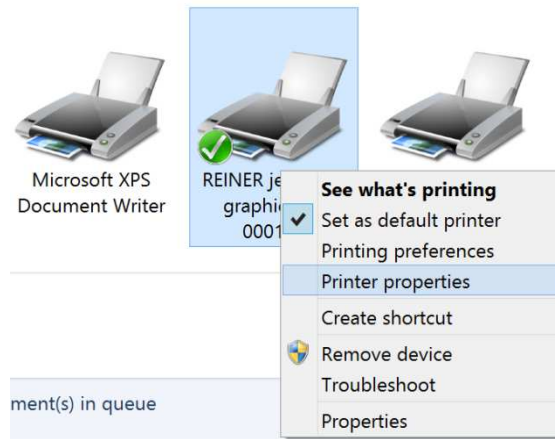 Microsoft XPS
Document Writer
REINER je
graphi
0001
See what's printing
Set as default printer
Printing preferences
Printer properties
Create shortcut
Remove device
Troubleshoot
Properties
ment(s) in queue